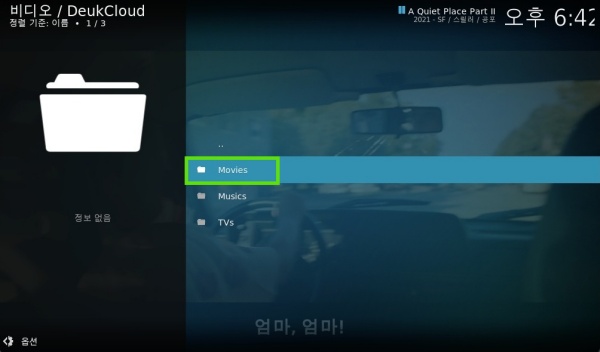 비디오 / DeukCloud
정렬 기준: 이름 • 1 / 3
A Quiet Place Part II
2021 - SF / 스릴러 / 공포
오후 6:42
..
Movies
Musics
TVs
정보 없음
엄마, 엄마!
옵션